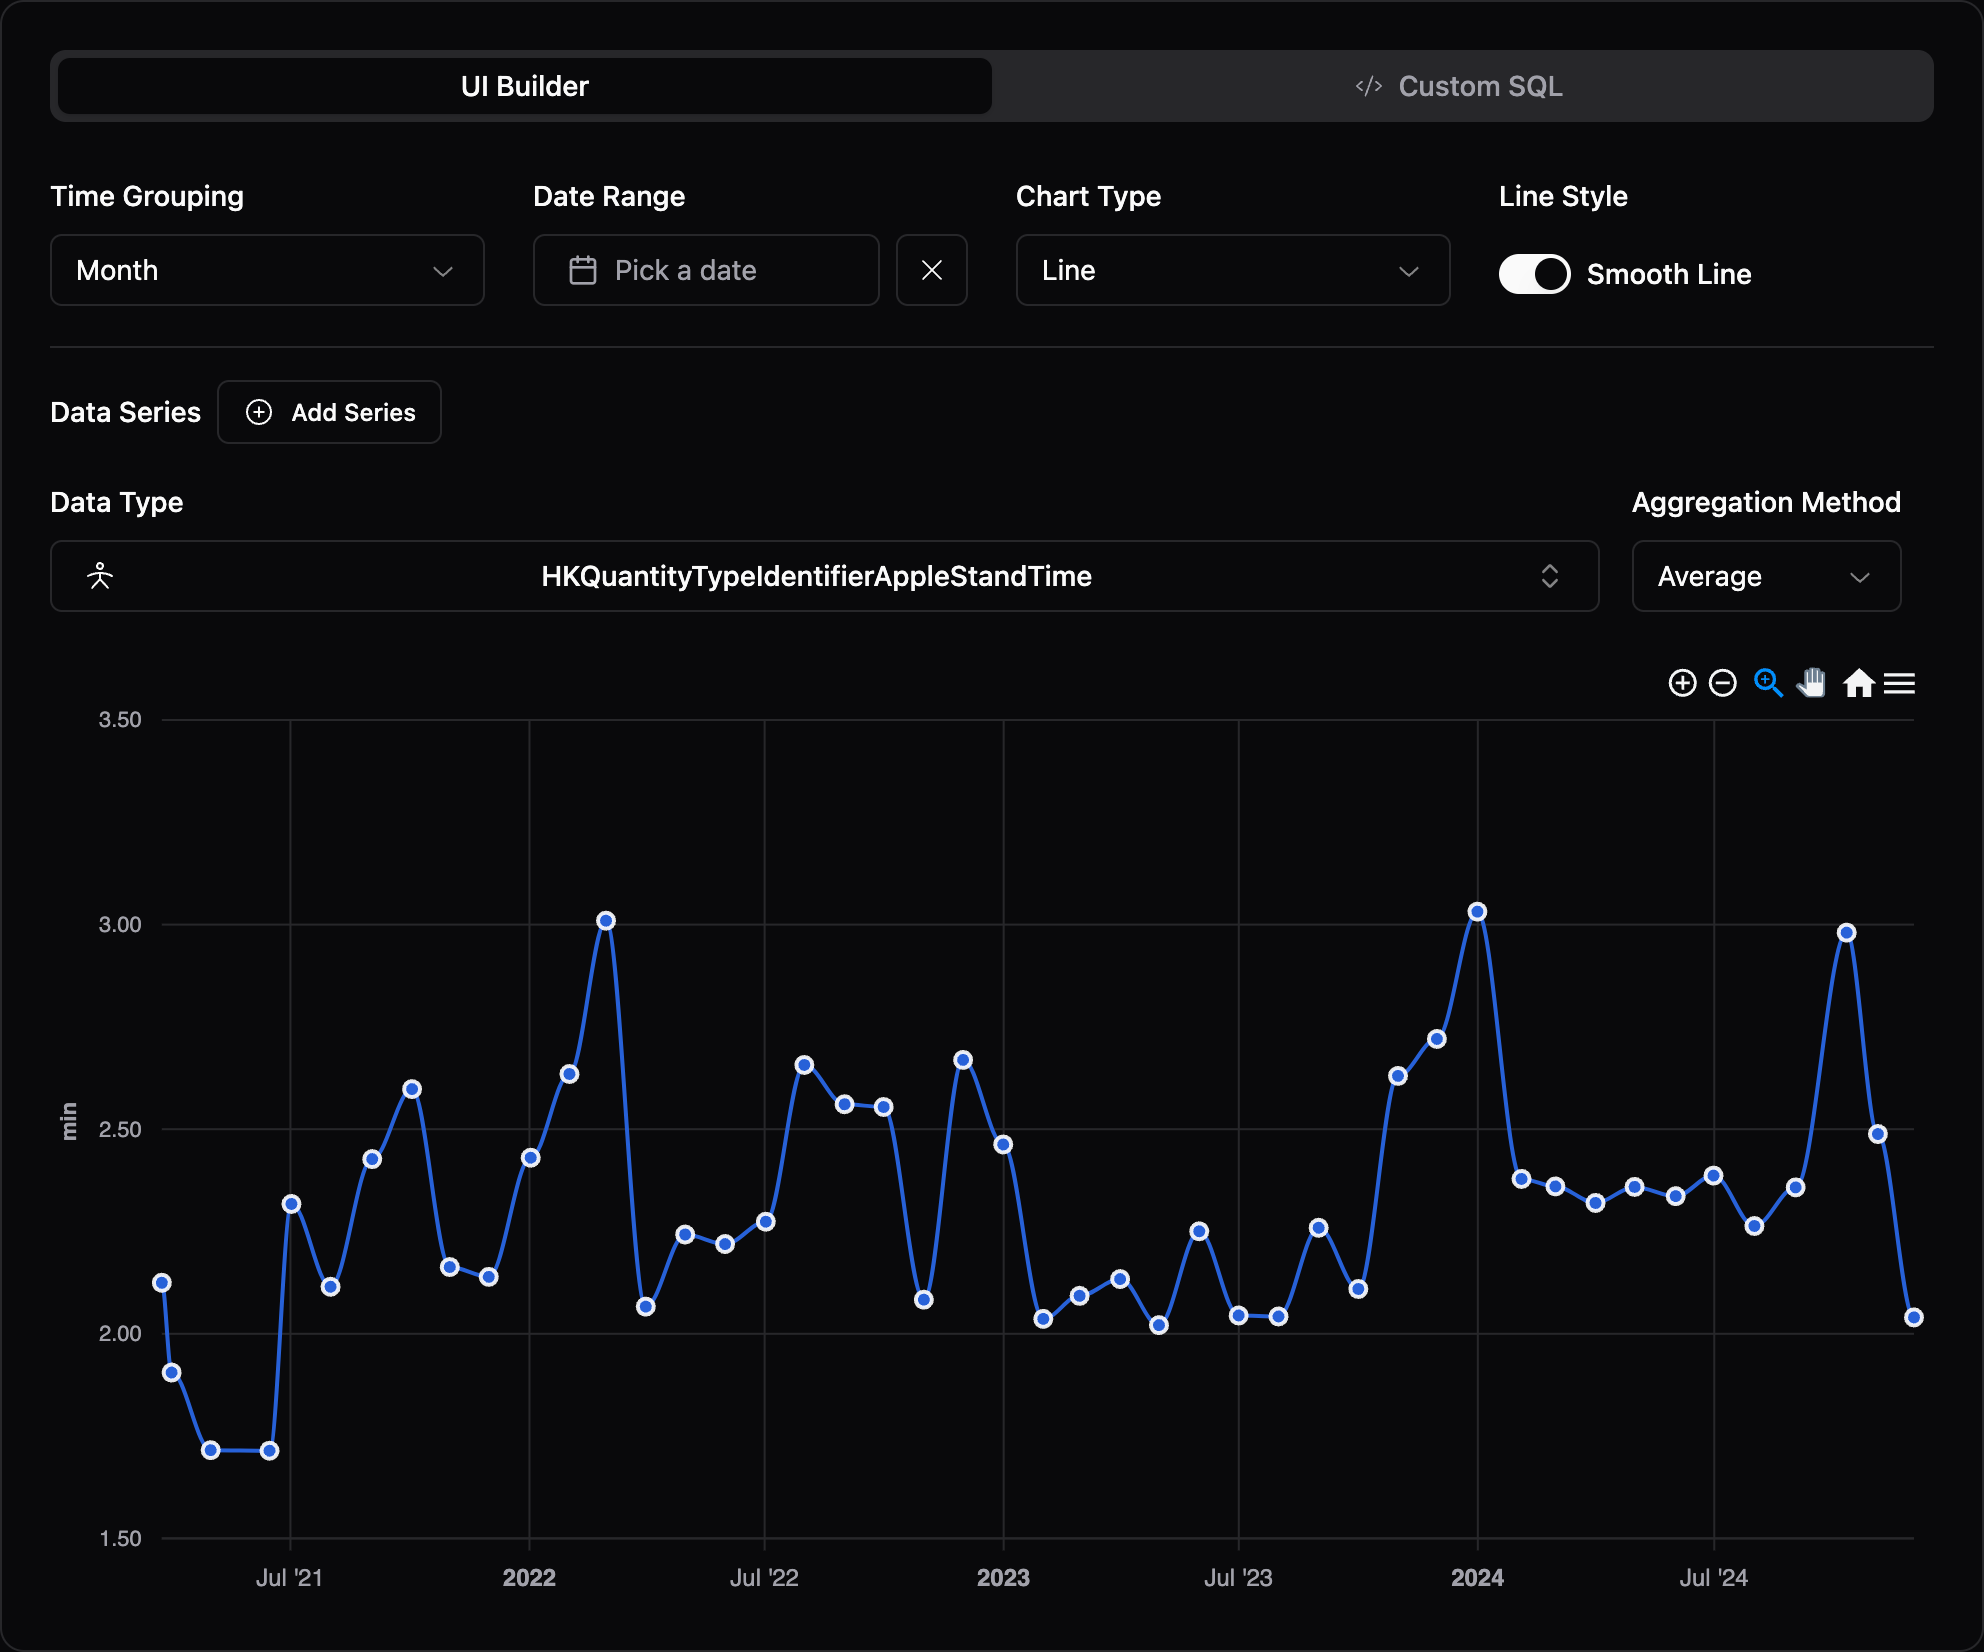 UI Builder
</> Custom SQL
Time Grouping
Date Range
Chart Type
Line Style
Month
Pick a date
Line
Smooth Line
Data Series
Add Series
Data Type
Aggregation Method
HKQuantityTypeIdentifierAppleStandTime
Average
3.50
3.00
2.50
2.00
1.50
min
Jul '21
2022
Jul '22
2023
Jul '23
2024
Jul '24